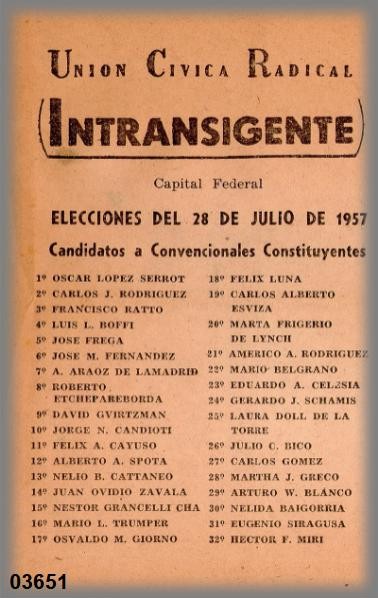 UNION CIVICA RADICAL
(INTRANSIGENTE)
Capital Federal
ELECCIONES DEL 28 DE JULIO DE 1957
Candidatos a Convencionales Constituyentes
1º OSCAR LOPEZ SERROT
2º CARLOS J. RODRIGUEZ
3º FRANCISCO RATTO
4º LUIS L. BOFFI
5º JOSE FREGA
6º JOSE M. FERNANDEZ
7º A. ARAOZ DE LAMADRID
8º ROBERTO
ETCHEPAREBORDA
9º DAVID GVIRTZMAN
10º JORGE N. CANDIOTI
11º FELIX A. CAYUSO
12º ALBERTO A. SPOTA
13º NELIO B. CATTANEO
14º JUAN OVIDIO ZAVALA
15º NESTOR GRANCELLI CHA
16º MARIO L. TRUMPER
17º OSVALDO M. GIORNO
18º FELIX LUNA
19º CARLOS ALBERTO
ESVIZA
20º MARTA FRIGERIO
DE LYNCH
21º AMERICO A. RODRIGUEZ
22º MARIO BELGRANO
23º EDUARDO A. CELESIA
24º GERARDO J. SCHAMIS
25º LAURA DOLL DE LA
TORRE
26º JULIO C. BICO
27º CARLOS GOMEZ
28º MARTHA J. GRECO
29º ARTURO W. BLANCO
30º NELIDA BAIGORRIA
31º EUGENIO SIRAGUSA
32º HECTOR F. MIRI
03651